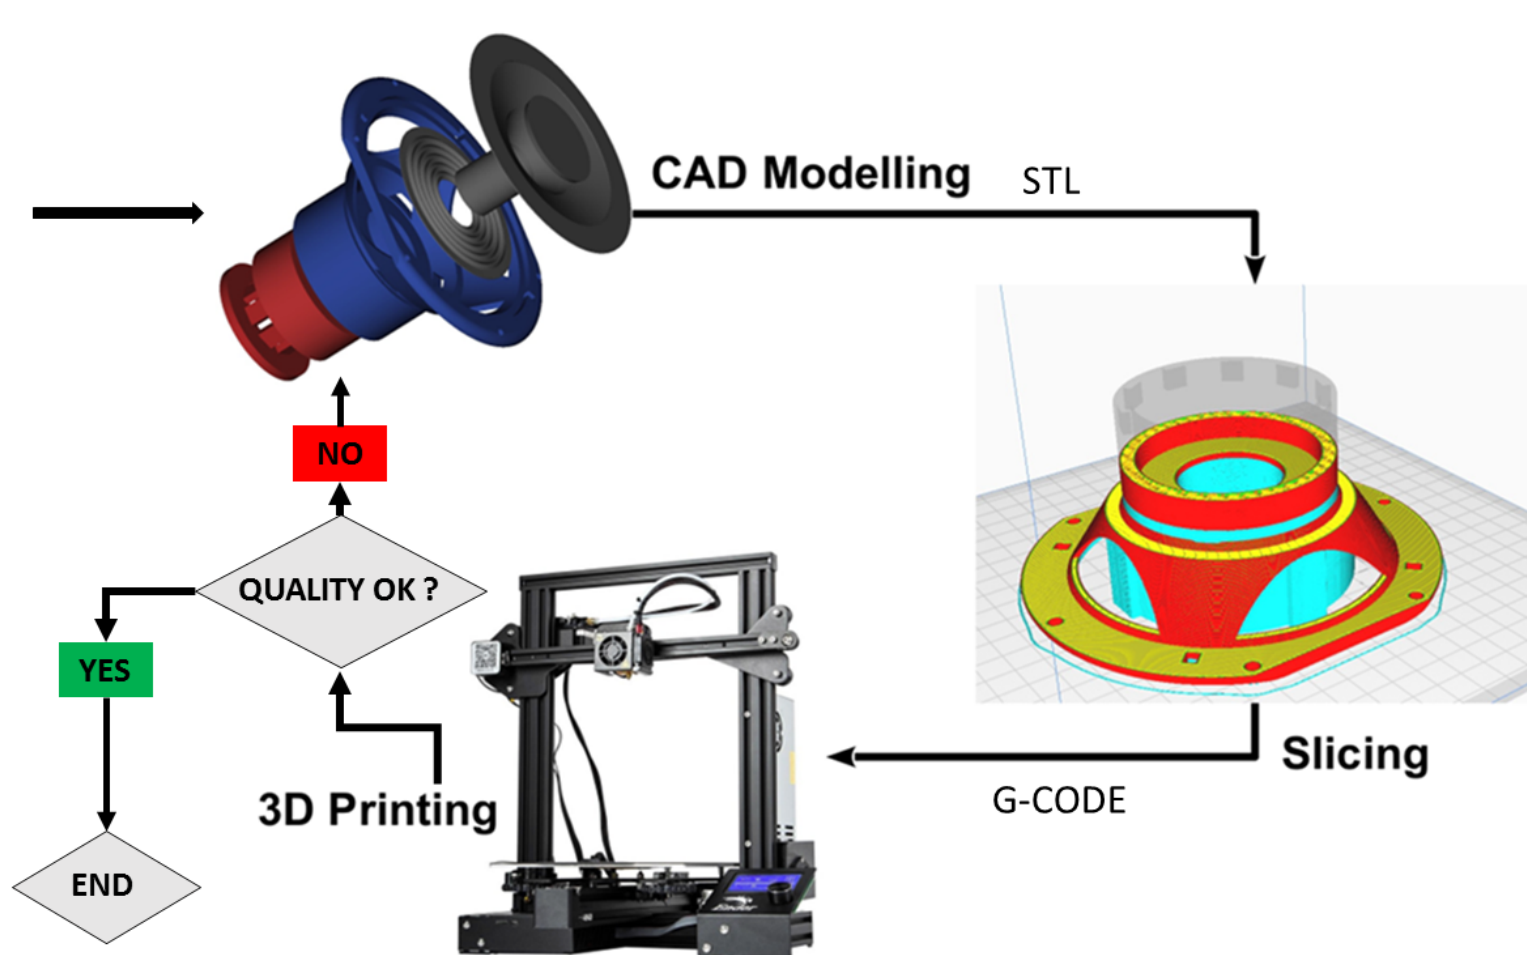 CAD Modelling
STL
NO
QUALITY OK ?
YES
Slicing
G-CODE
3D Printing
END